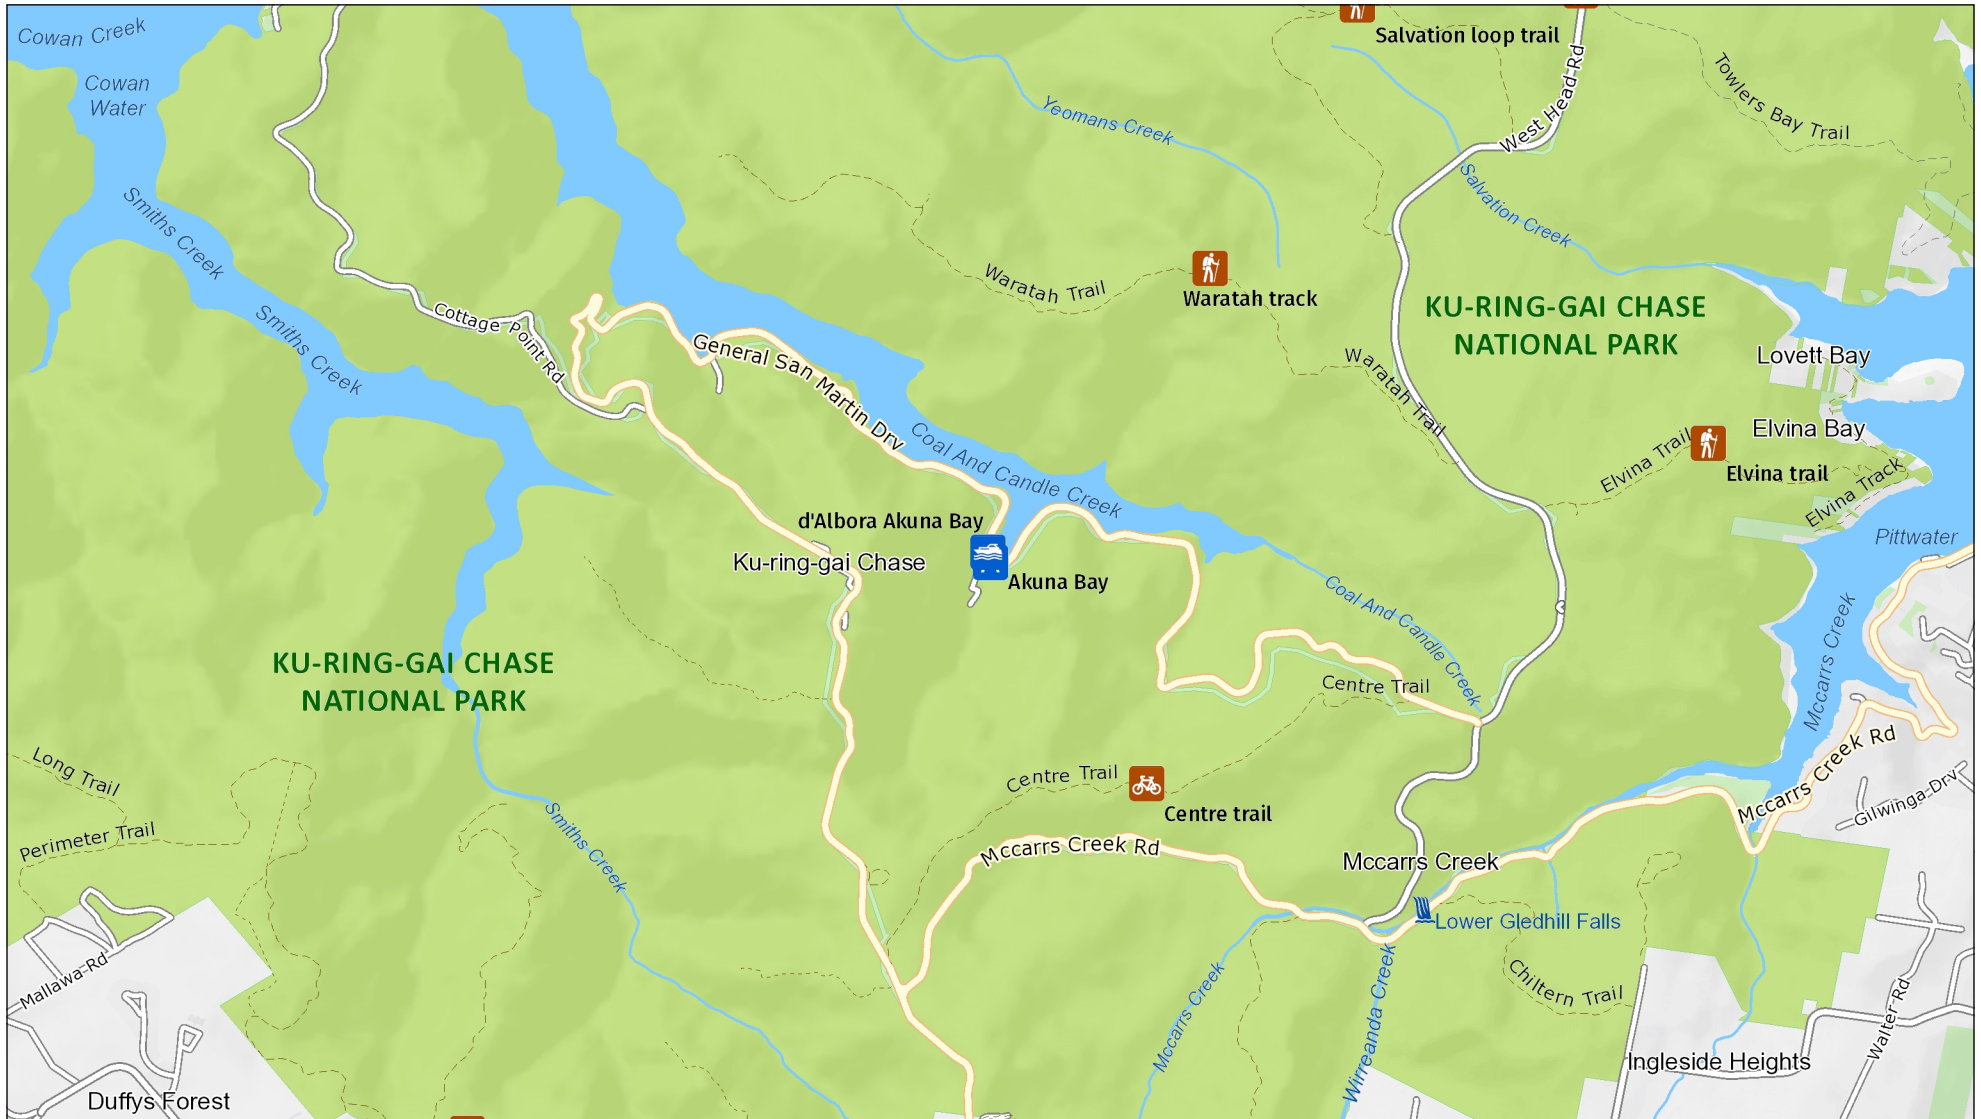 Cowan Creek
Cowan
Water
Salvation loop trail
West Head Rd
Towlers Bay Trail
Yeomans Creek
Smiths Creek
Salvation Creek
Waratah Trail
Waratah track
KU-RING-GAI CHASE
NATIONAL PARK
Smiths Creek
Cottage Point Rd
General San Martin Drv
Waratah Trail
Lovett Bay
Elvina Bay
Elvina Trail
Elvina trail
Elvina Track
Coal And Candle Creek
d'Albora Akuna Bay
Pittwater
Ku-ring-gai Chase
Akuna Bay
Coal And Candle Creek
Mccarrs Creek
KU-RING-GAI CHASE
NATIONAL PARK
Centre Trail
Long Trail
Centre Trail
Centre trail
Mccarrs Creek Rd
Gilwinga Drv
Perimeter Trail
Smiths Creek
Mccarrs Creek Rd
Mccarrs Creek
Lower Gledhill Falls
Mallawa Rd
Mccarrs Creek
Wirreanda Creek
Chiltern Trail
Walter Rd
Ingleside Heights
Duffys Forest